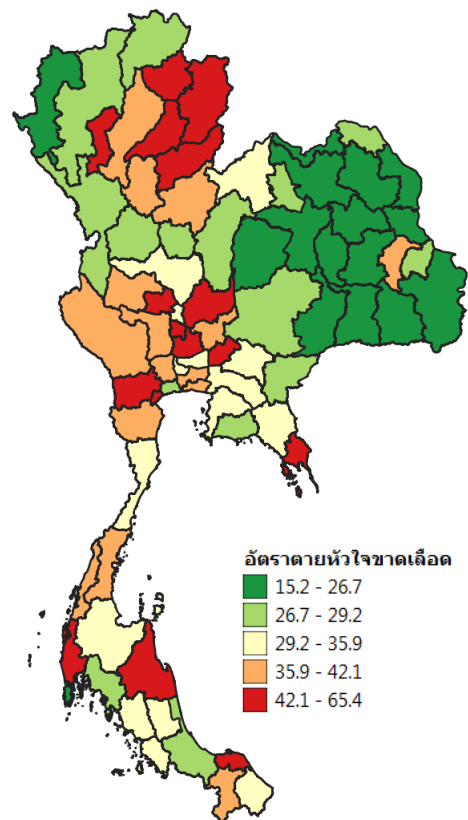 อัตราตายหัวใจขาดเลือด
15.2 - 26.7
26.7 - 29.2
29.2 - 35.9
35.9 - 42.1
42.1 - 65.4